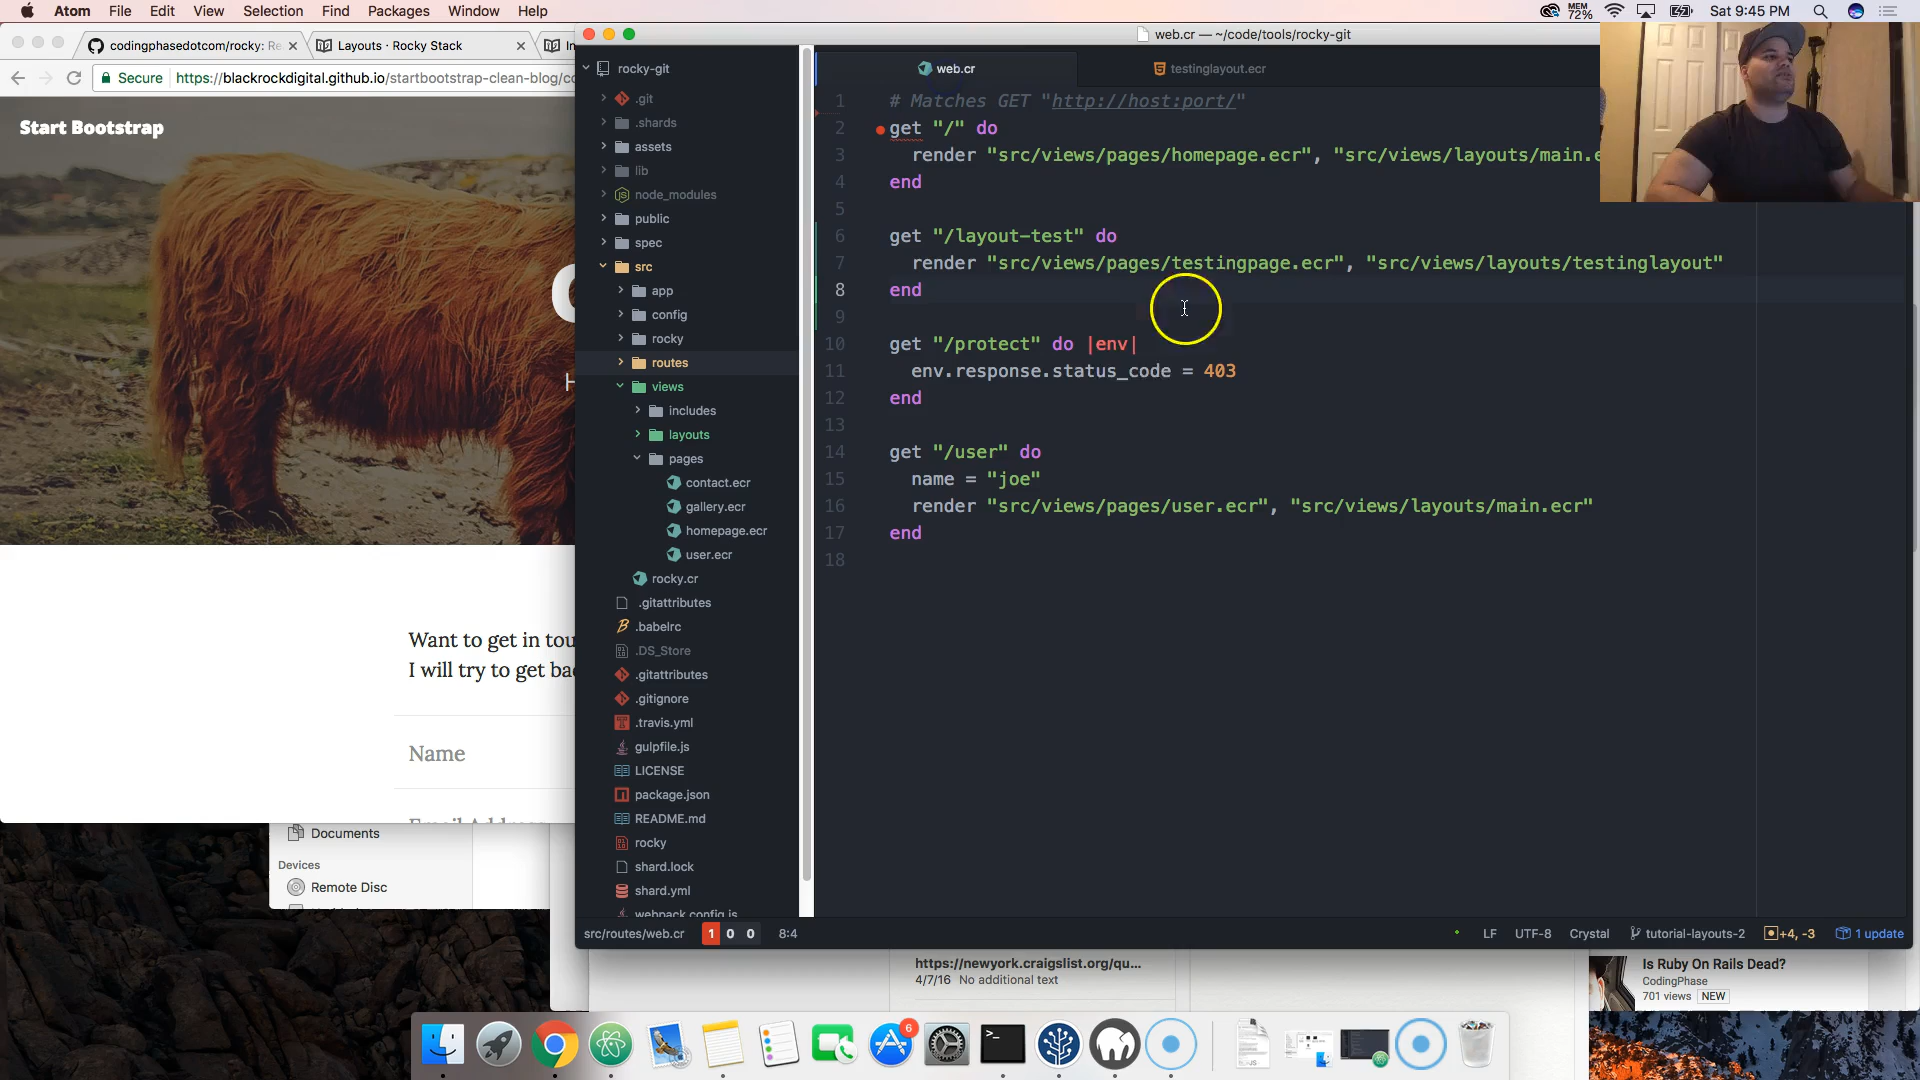 Atom File Edit View Selection Find Packages Window Help
MEM 72% Sat 9:45 PM
codingphasedotcom/rocky: Re
Layouts · Rocky Stack
web.cr — ~/code/tools/rocky-git
Secure https://blackrockdigital.github.io/startbootstrap-clean-blog/co
Start Bootstrap
Want to get in tou
I will try to get ba
Name
Documents
Devices
Remote Disc
rocky-git
.git
.shards
assets
lib
node_modules
public
spec
src
app
config
rocky
routes
views
includes
layouts
pages
contact.ecr
gallery.ecr
homepage.ecr
user.ecr
rocky.cr
.gitattributes
.babelrc
.DS_Store
.gitattributes
.gitignore
.travis.yml
gulpfile.js
LICENSE
package.json
README.md
rocky
shard.lock
shard.yml
webpack.config.js
web.cr
testinglayout.ecr
1 # Matches GET "http://host:port/"
2 get "/" do
3 render "src/views/pages/homepage.ecr", "src/views/layouts/main.e
4 end
5
6 get "/layout-test" do
7 render "src/views/pages/testingpage.ecr", "src/views/layouts/testinglayout"
8 end
9
10 get "/protect" do |env|
11 env.response.status_code = 403
12 end
13
14 get "/user" do
15 name = "joe"
16 render "src/views/pages/user.ecr", "src/views/layouts/main.ecr"
17 end
18
src/routes/web.cr 1 0 0 8:4
LF UTF-8 Crystal tutorial-layouts-2 +4, -3 1 update
https://newyork.craigslist.org/qu...
4/7/16 No additional text
Is Ruby On Rails Dead?
CodingPhase
701 views NEW
6